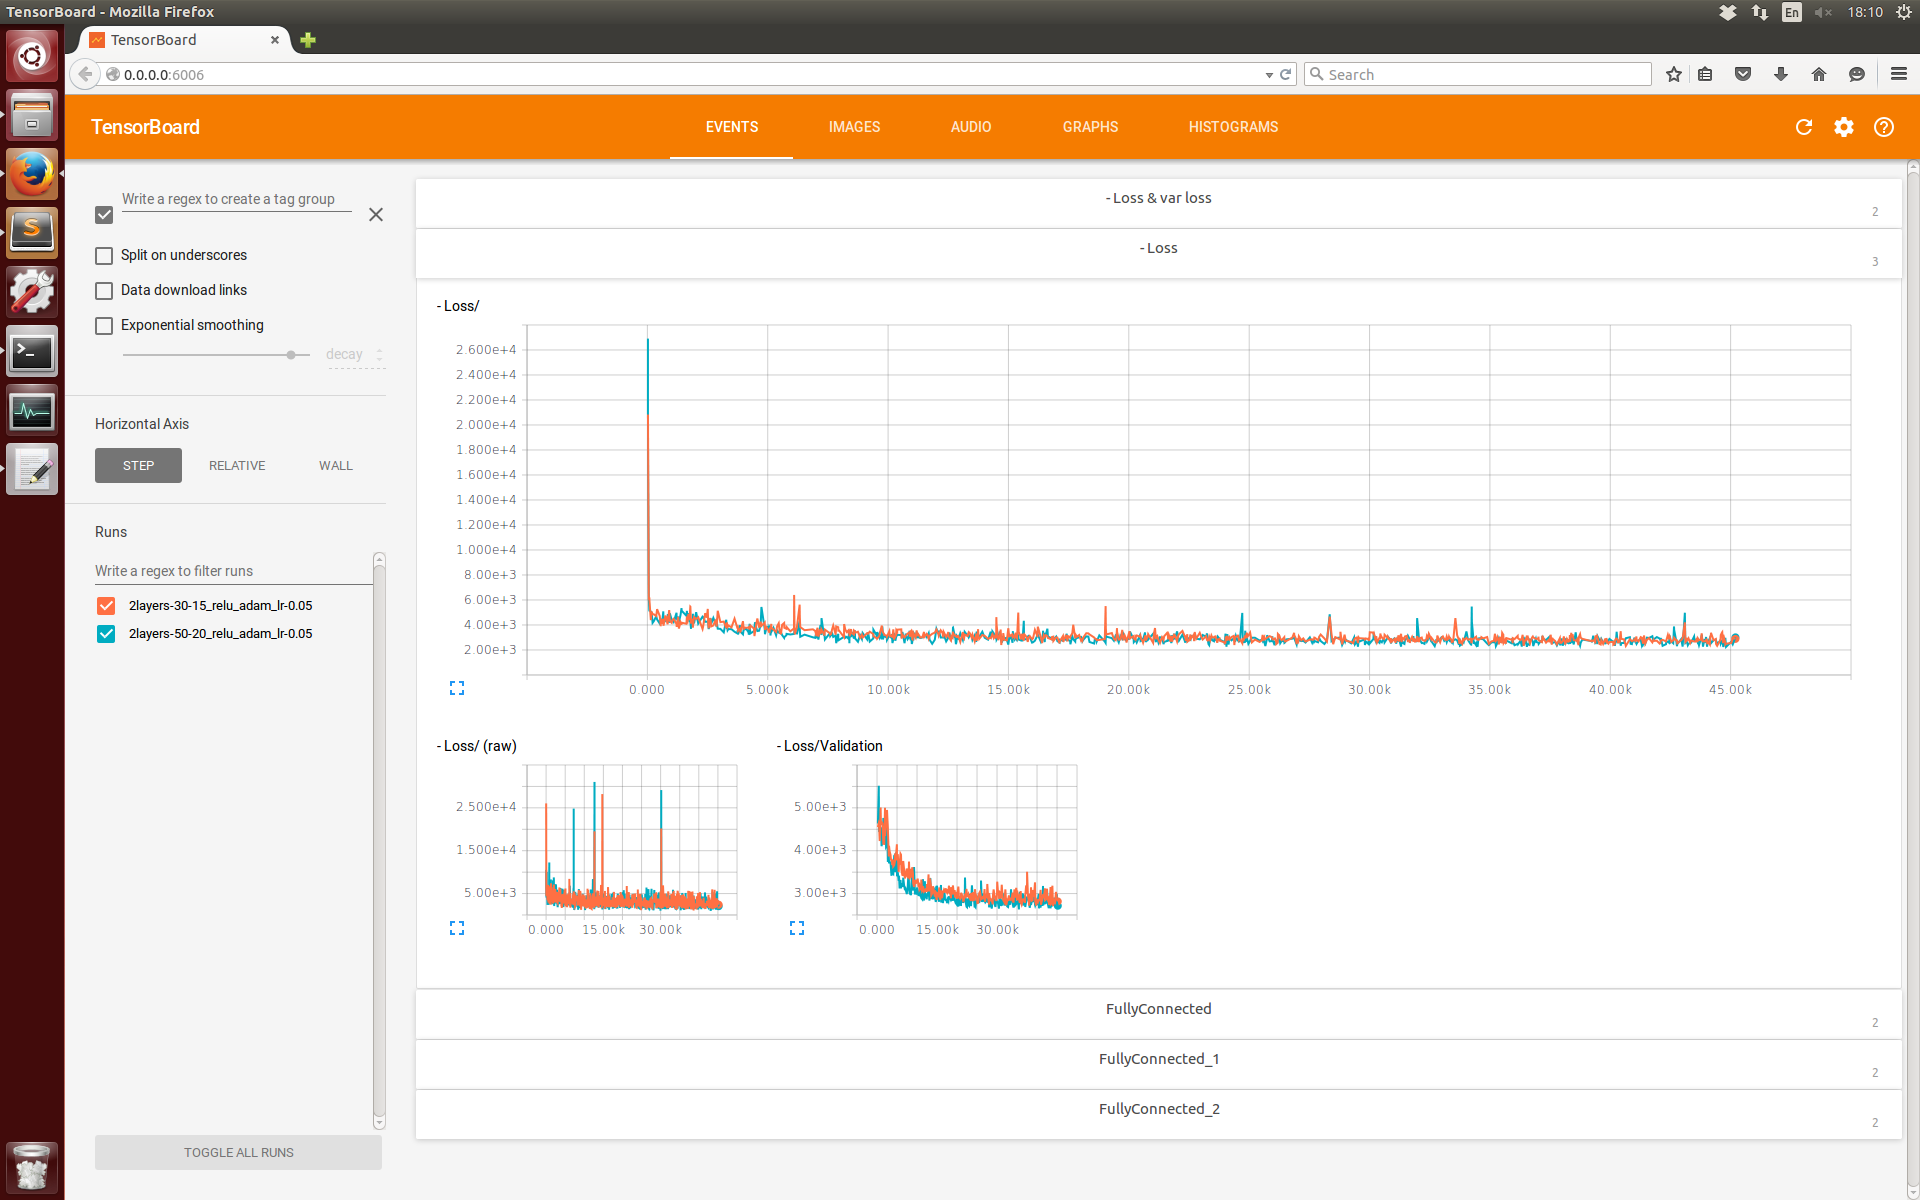 TensorBoard - Mozilla Firefox
En
18:10
TensorBoard
0.0.0.0:6006
Search
TensorBoard
EVENTS
IMAGES
AUDIO
GRAPHS
HISTOGRAMS
Write a regex to create a tag group
Split on underscores
Data download links
Exponential smoothing
decay
Horizontal Axis
STEP
RELATIVE
WALL
Runs
Write a regex to filter runs
2layers-30-15_relu_adam_lr-0.05
2layers-50-20_relu_adam_lr-0.05
TOGGLE ALL RUNS
- Loss & var loss
2
- Loss
3
- Loss/
2.600e+4
2.400e+4
2.200e+4
2.000e+4
1.800e+4
1.600e+4
1.400e+4
1.200e+4
1.000e+4
8.00e+3
6.00e+3
4.00e+3
2.00e+3
0.000 5.000k 10.00k 15.00k 20.00k 25.00k 30.00k 35.00k 40.00k 45.00k
- Loss/ (raw)
2.500e+4
1.500e+4
5.00e+3
0.000 15.00k 30.00k
- Loss/Validation
5.00e+3
4.00e+3
3.00e+3
0.000 15.00k 30.00k
FullyConnected
2
FullyConnected_1
2
FullyConnected_2
2